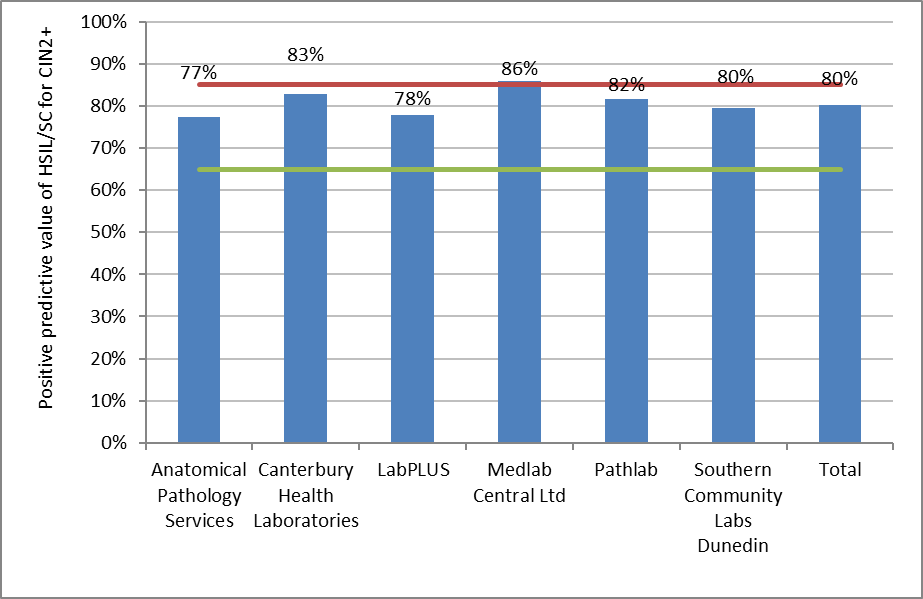 Positive predictive value of HSIL/SC for CIN2+
100%
90%
80%
70%
60%
50%
40%
30%
20%
10%
0%
77%
83%
78%
86%
82%
80%
80%
Anatomical
Pathology
Services
Canterbury
Health
Laboratories
LabPLUS
Medlab
Central Ltd
Pathlab
Southern
Community
Labs
Dunedin
Total